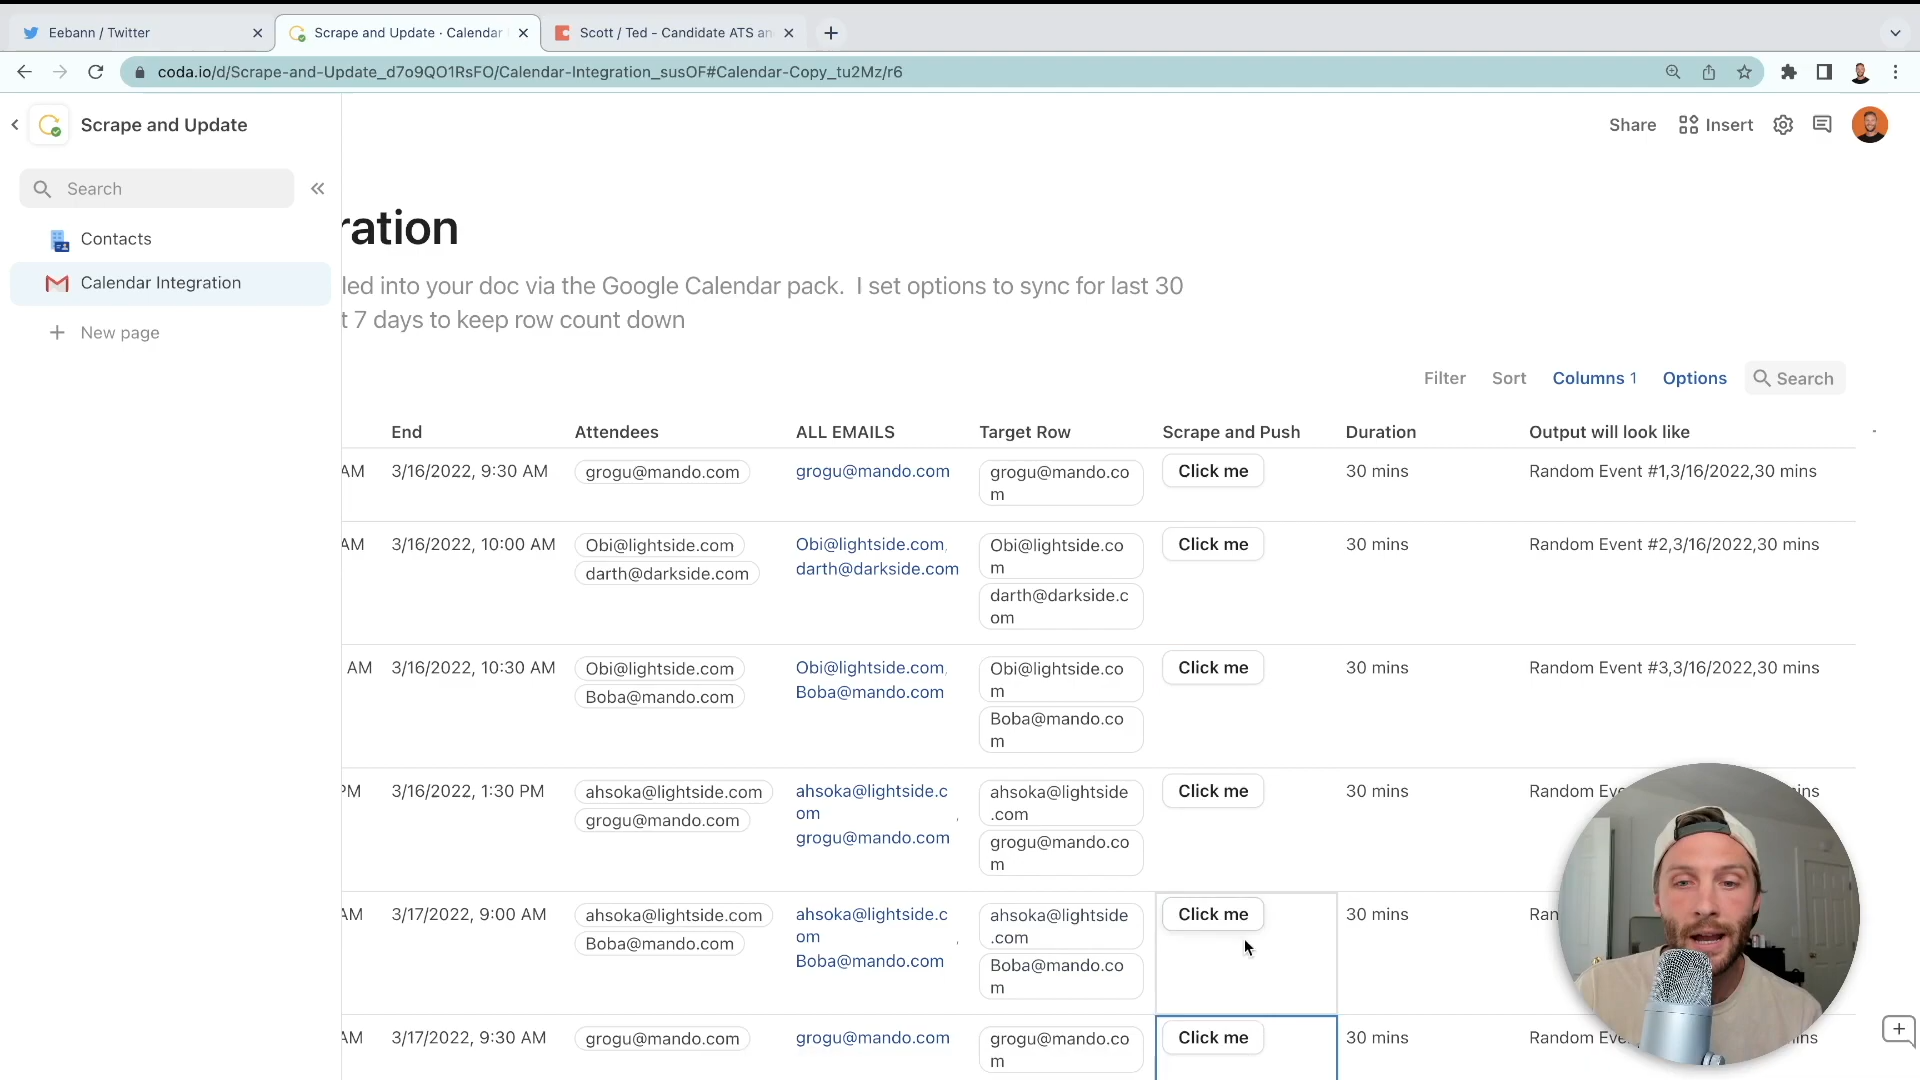 Eebann / Twitter
Scrape and Update · Calendar
Scott / Ted - Candidate ATS an
coda.io/d/Scrape-and-Update_d7o9QO1RsFO/Calendar-Integration_susOF#Calendar-Copy_tu2Mz/r6
Scrape and Update
Share
Insert
Search
Contacts
Calendar Integration
New page
ration
led into your doc via the Google Calendar pack. I set options to sync for last 30
t 7 days to keep row count down
Filter Sort Columns 1 Options Search
End Attendees ALL EMAILS Target Row Scrape and Push Duration Output will look like
AM 3/16/2022, 9:30 AM grogu@mando.com grogu@mando.com grogu@mando.co Click me 30 mins Random Event #1,3/16/2022,30 mins
m
AM 3/16/2022, 10:00 AM Obi@lightside.com Obi@lightside.com, Obi@lightside.co Click me 30 mins Random Event #2,3/16/2022,30 mins
darth@darkside.com darth@darkside.com m
darth@darkside.c
om
AM 3/16/2022, 10:30 AM Obi@lightside.com Obi@lightside.com, Obi@lightside.co Click me 30 mins Random Event #3,3/16/2022,30 mins
Boba@mando.com Boba@mando.com m
Boba@mando.co
m
PM 3/16/2022, 1:30 PM ahsoka@lightside.com ahsoka@lightside.c ahsoka@lightside Click me 30 mins Random Eve ins
grogu@mando.com om , .com
grogu@mando.com grogu@mando.co
m
AM 3/17/2022, 9:00 AM ahsoka@lightside.com ahsoka@lightside.c ahsoka@lightside Click me 30 mins Ran
Boba@mando.com om , .com
Boba@mando.com Boba@mando.co
m
AM 3/17/2022, 9:30 AM grogu@mando.com grogu@mando.com grogu@mando.co Click me 30 mins Random Eve ins
m